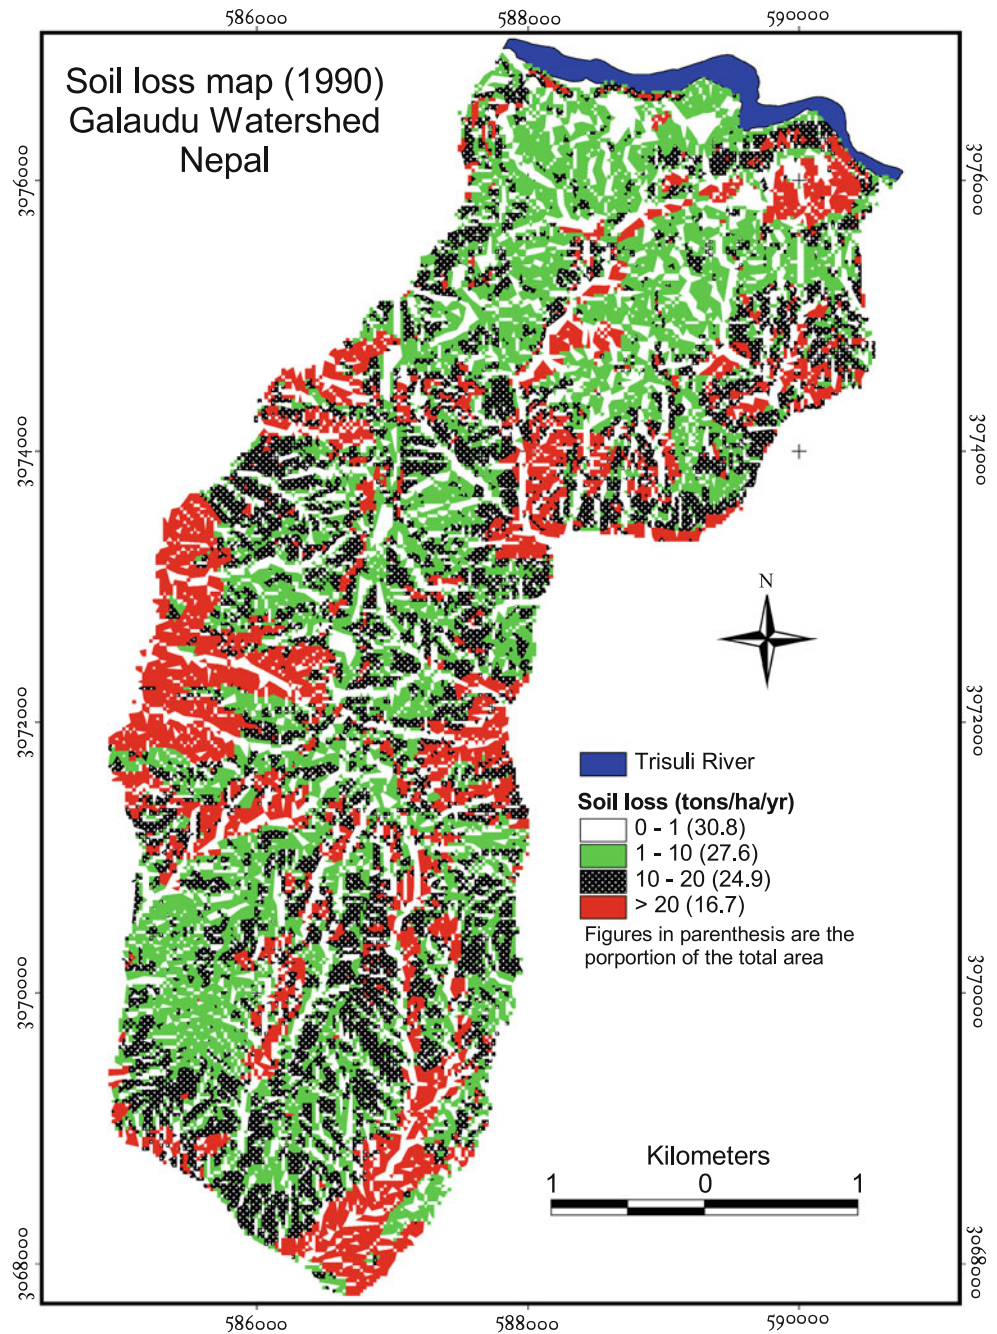 586000 588000 590000
Soil loss map (1990)
Galaudu Watershed
Nepal
3076000 3076000
3074000 3074000
N
3072000 3072000
Trisuli River
Soil loss (tons/ha/yr)
0 - 1 (30.8)
1 - 10 (27.6)
10 - 20 (24.9)
> 20 (16.7)
Figures in parenthesis are the
porportion of the total area
3070000 3070000
Kilometers
1 0 1
3068000 3068000
586000 588000 590000